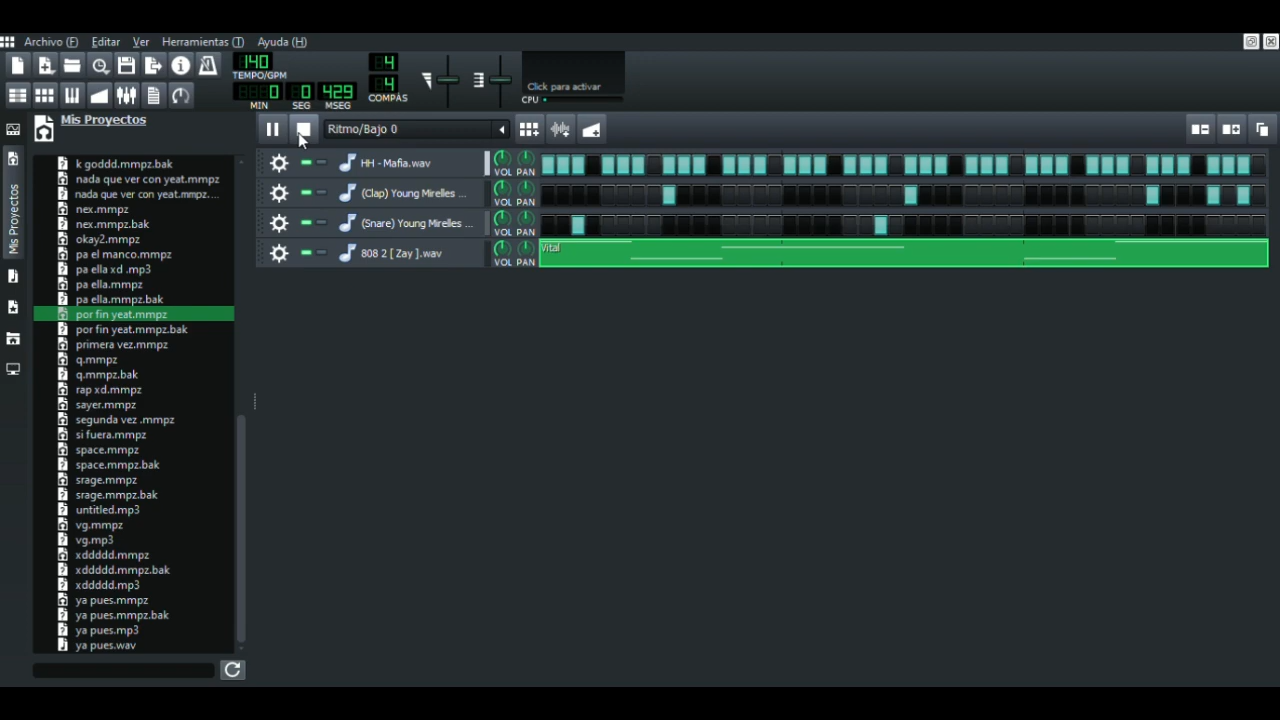 Archivo (F) Editar Ver Herramientas (T) Ayuda (H)
140
TEMPO/GPM
4
4
COMPÁS
0 0 429
MIN SEG MSEG
Click para activar
CPU
Mis Proyectos
Mis Proyectos
Ritmo/Bajo 0
HH - Mafia.wav
VOL PAN
(Clap) Young Mirelles ...
VOL PAN
(Snare) Young Mirelles ...
VOL PAN
808 2 [ Zay ].wav
VOL PAN
Vital
k goddd.mmpz.bak
nada que ver con yeat.mmpz
nada que ver con yeat.mmpz....
nex.mmpz
nex.mmpz.bak
okay2.mmpz
pa el manco.mmpz
pa ella xd .mp3
pa ella.mmpz
pa ella.mmpz.bak
por fin yeat.mmpz
por fin yeat.mmpz.bak
primera vez.mmpz
q.mmpz
q.mmpz.bak
rap xd.mmpz
sayer.mmpz
segunda vez .mmpz
si fuera.mmpz
space.mmpz
space.mmpz.bak
srage.mmpz
srage.mmpz.bak
untitled.mp3
vg.mmpz
vg.mp3
xddddd.mmpz
xddddd.mmpz.bak
xddddd.mp3
ya pues.mmpz
ya pues.mmpz.bak
ya pues.mp3
ya pues.wav